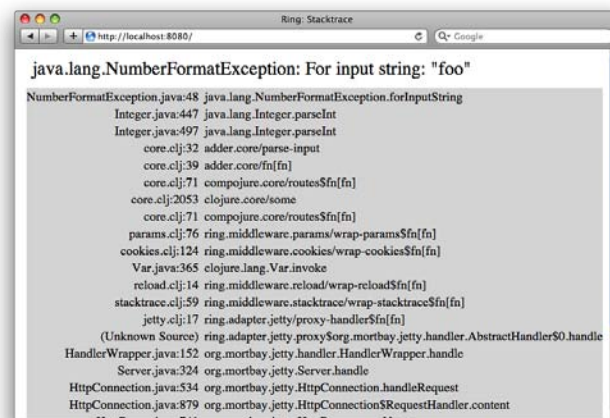 Ring: Stacktrace
http://localhost:8080/ Google
java.lang.NumberFormatException: For input string: "foo"
NumberFormatException.java:48 java.lang.NumberFormatException.forInputString
Integer.java:447 java.lang.Integer.parseInt
Integer.java:497 java.lang.Integer.parseInt
core.clj:32 adder.core/parse-input
core.clj:39 adder.core/fn[fn]
core.clj:71 compojure.core/routes$fn[fn]
core.clj:2053 clojure.core/some
core.clj:71 compojure.core/routes$fn[fn]
params.clj:76 ring.middleware.params/wrap-params$fn[fn]
cookies.clj:124 ring.middleware.cookies/wrap-cookies$fn[fn]
Var.java:365 clojure.lang.Var.invoke
reload.clj:14 ring.middleware.reload/wrap-reload$fn[fn]
stacktrace.clj:59 ring.middleware.stacktrace/wrap-stacktrace$fn[fn]
jetty.clj:17 ring.adapter.jetty/proxy-handler$fn[fn]
(Unknown Source) ring.adapter.jetty.proxy$org.mortbay.jetty.handler.AbstractHandler$0.handle
HandlerWrapper.java:152 org.mortbay.jetty.handler.HandlerWrapper.handle
Server.java:324 org.mortbay.jetty.Server.handle
HttpConnection.java:534 org.mortbay.jetty.HttpConnection.handleRequest
HttpConnection.java:879 org.mortbay.jetty.HttpConnection$RequestHandler.content